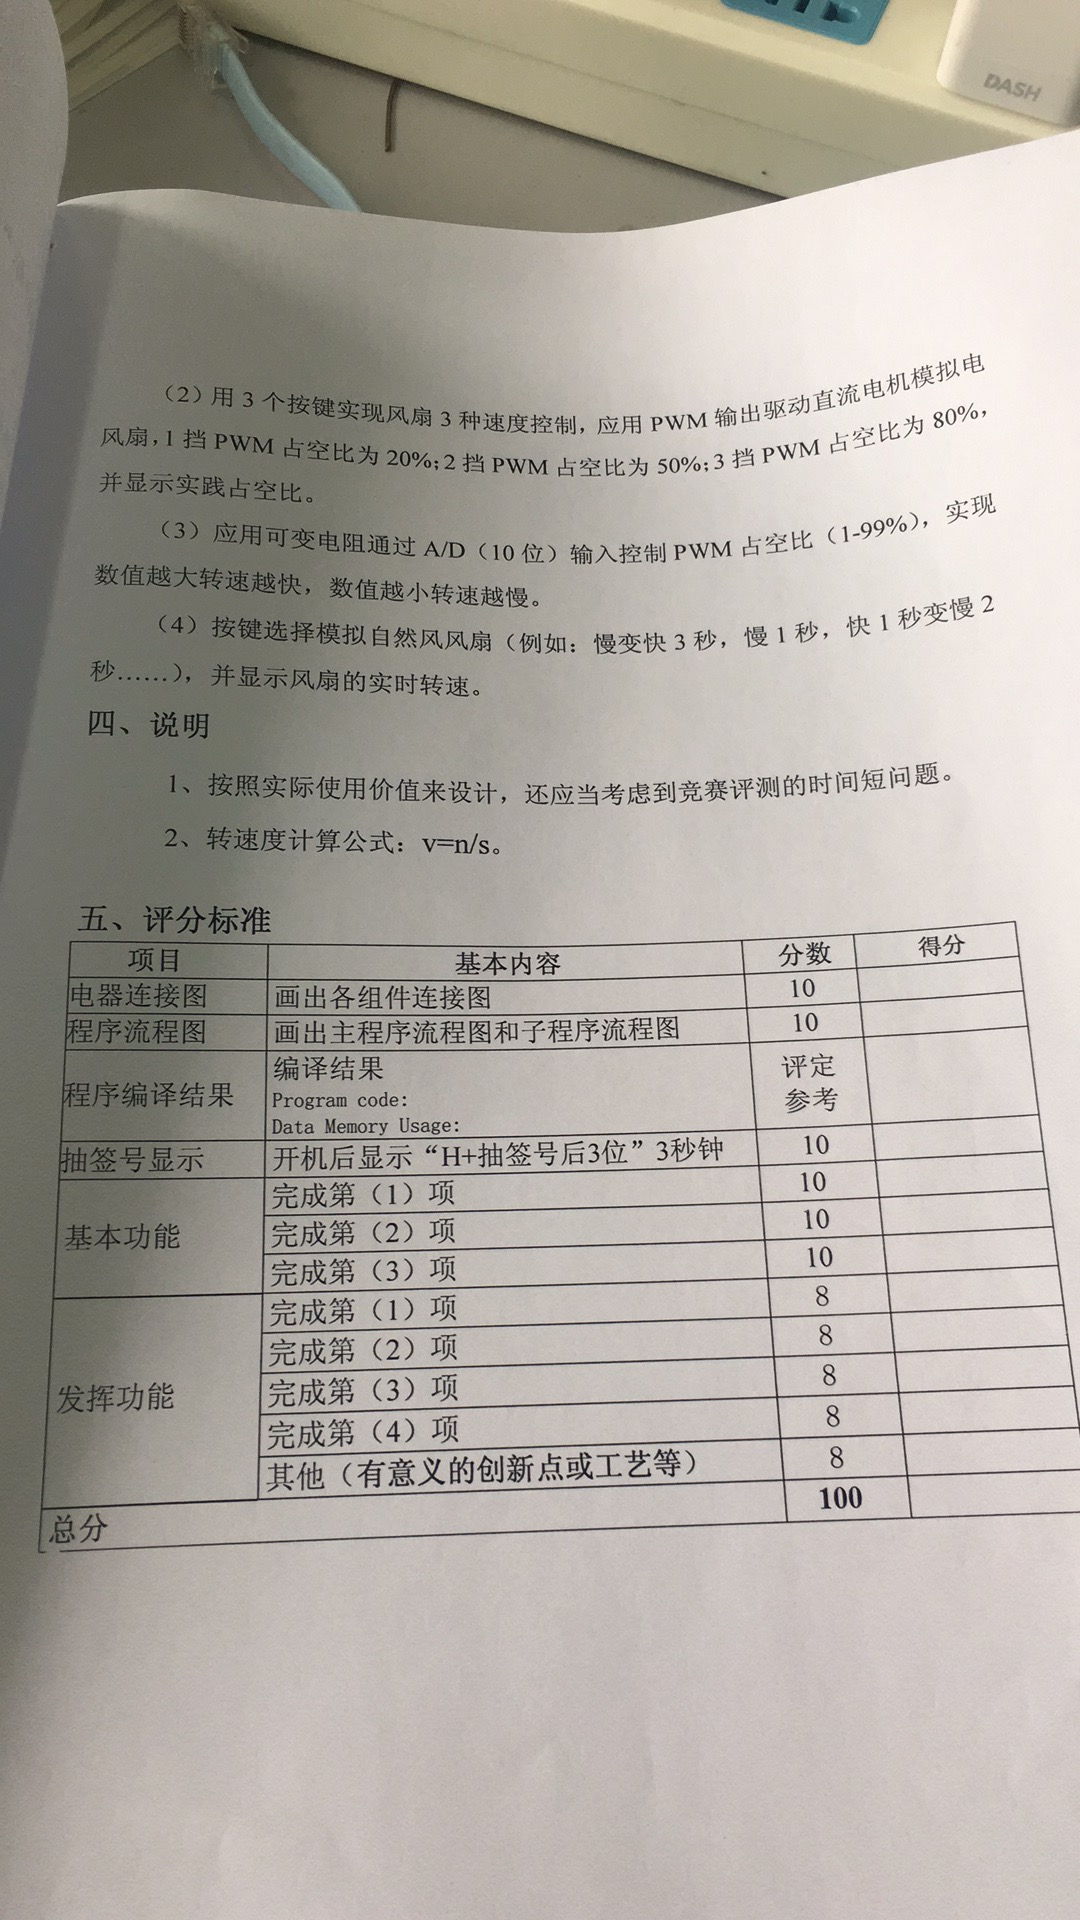 DASH
（2）用 3 个按键实现风扇 3 种速度控制，应用 PWM 输出驱动直流电机模拟电
风扇，1 挡 PWM 占空比为 20%；2 挡 PWM 占空比为 50%；3 挡 PWM 占空比为 80%，
并显示实践占空比。
（3）应用可变电阻通过 A/D（10 位）输入控制 PWM 占空比（1-99%），实现
数值越大转速越快，数值越小转速越慢。
（4）按键选择模拟自然风风扇（例如：慢变快 3 秒，慢 1 秒，快 1 秒变慢 2
秒……），并显示风扇的实时转速。
四、说明
1、按照实际使用价值来设计，还应当考虑到竞赛评测的时间短问题。
2、转速度计算公式：v=n/s。
五、评分标准
项目 基本内容 分数 得分
电器连接图 画出各组件连接图 10
程序流程图 画出主程序流程图和子程序流程图 10
程序编译结果 编译结果 评定
Program code: 参考
Data Memory Usage:
抽签号显示 开机后显示“H+抽签号后3位”3秒钟 10
基本功能 完成第（1）项 10
完成第（2）项 10
完成第（3）项 10
发挥功能 完成第（1）项 8
完成第（2）项 8
完成第（3）项 8
完成第（4）项 8
其他（有意义的创新点或工艺等） 8
总分 100